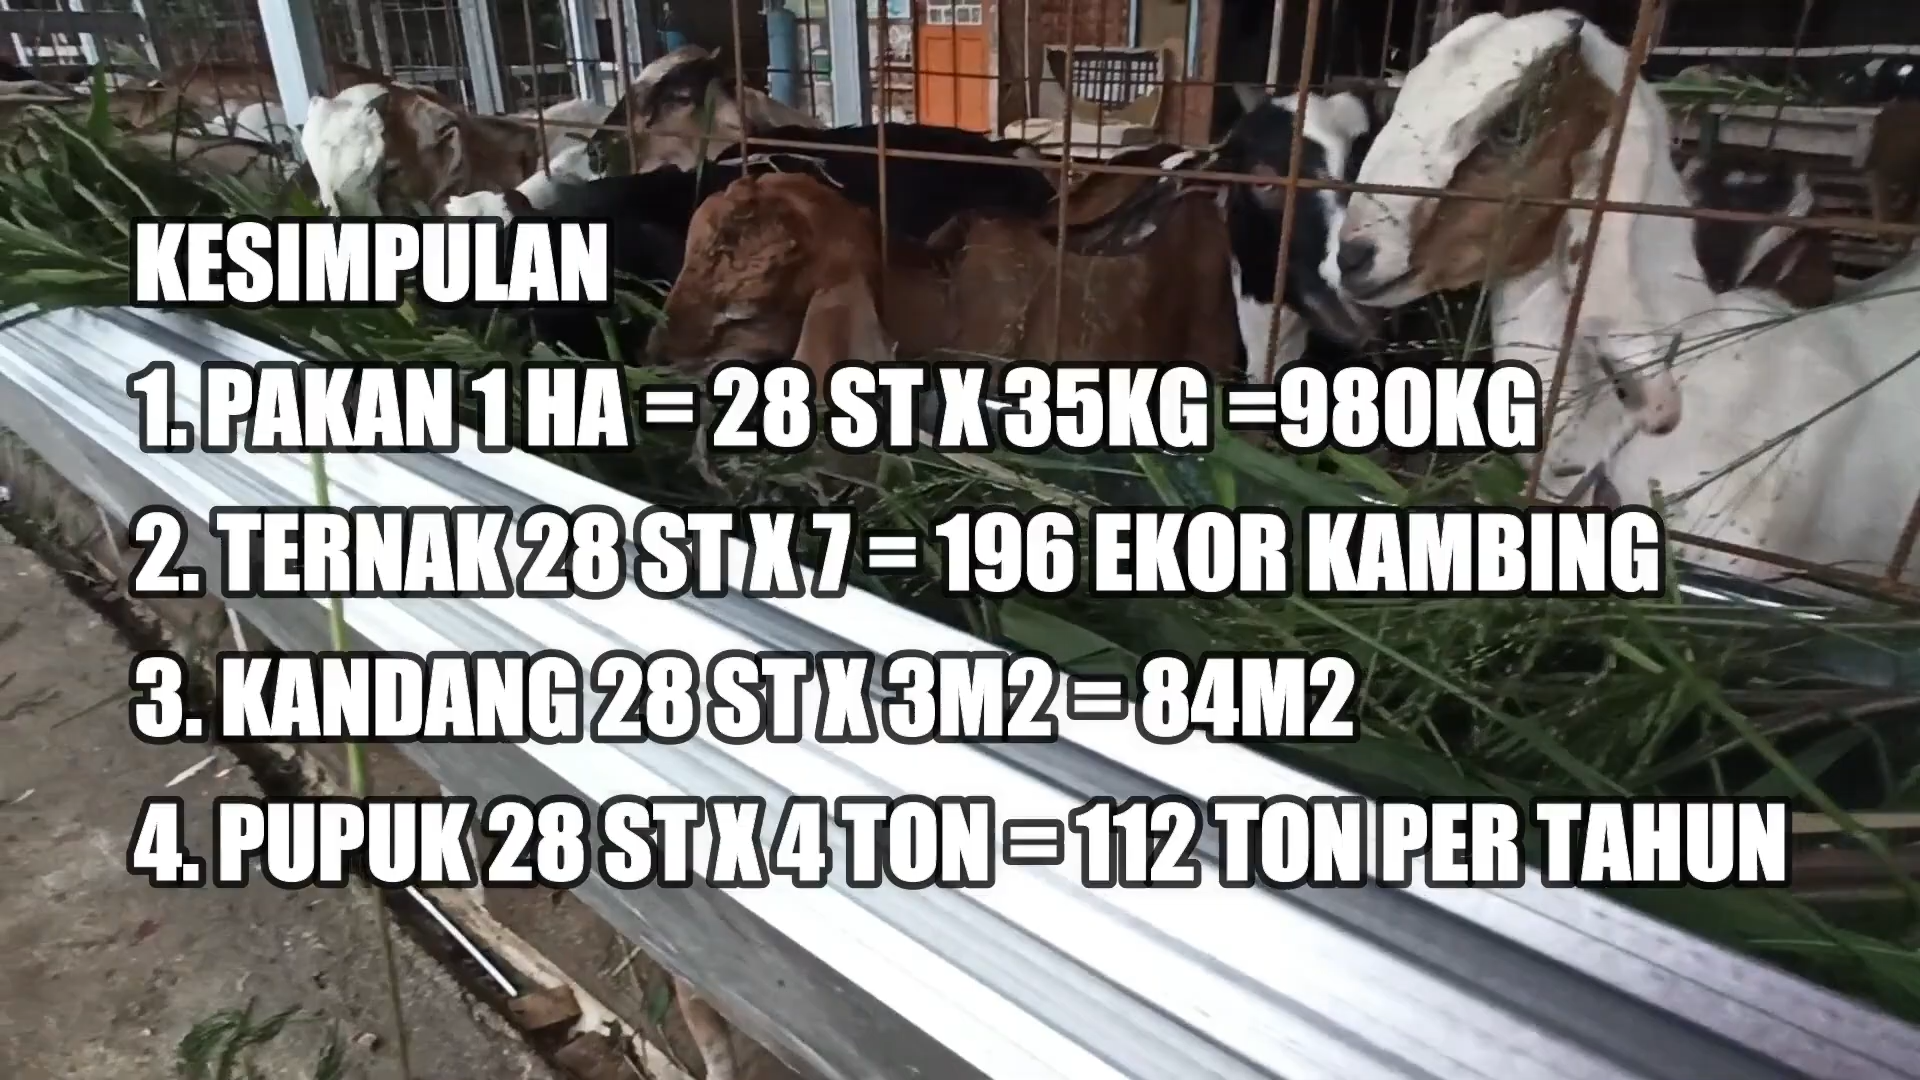 KESIMPULAN
1. PAKAN 1 HA = 28 ST X 35KG =980KG
2. TERNAK 28 ST X 7 = 196 EKOR KAMBING
3. KANDANG 28 ST X 3M2 = 84M2
4. PUPUK 28 ST X 4 TON = 112 TON PER TAHUN